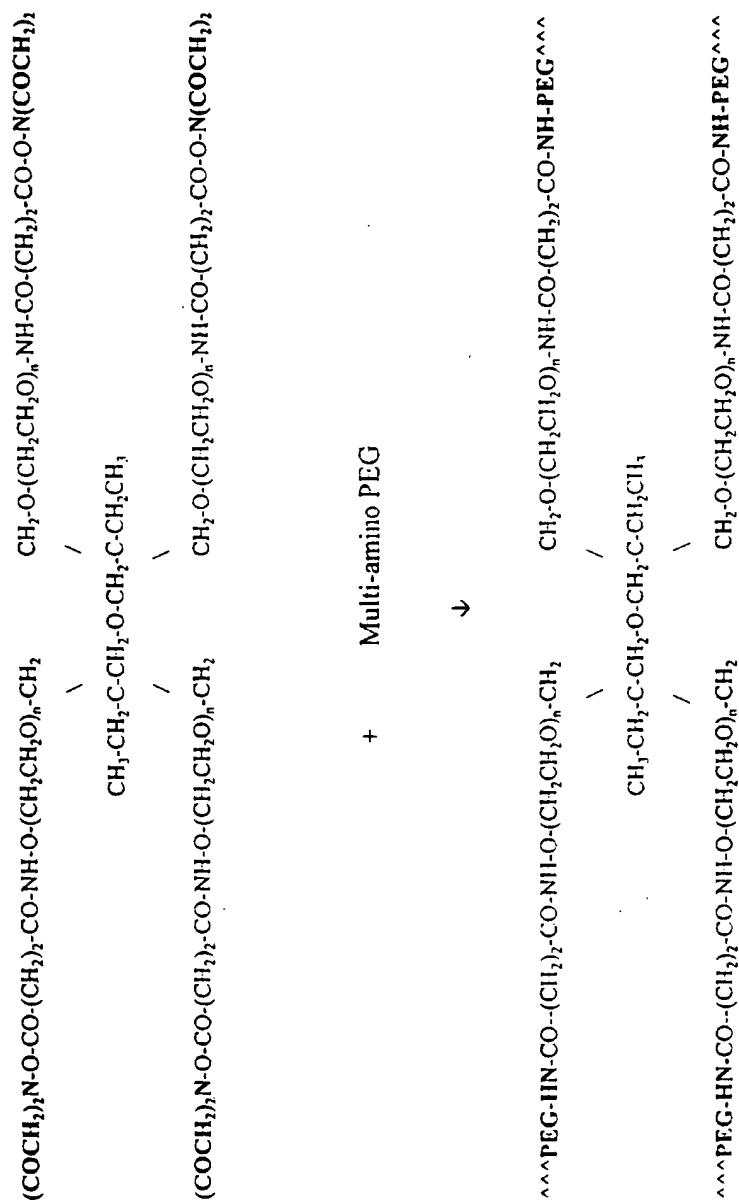 (COCH₂)₂N-O-CO-(CH₂)₂-CO-NH-O-(CH₂CH₂O)ₙ-CH₂ CH₂-O-(CH₂CH₂O)ₙ-NH-CO-(CH₂)₂-CO-O-N(COCH₂)₂
\ /
CH₃-CH₂-C-CH₂-O-CH₂-C-CH₂CH₃
/ \
(COCH₂)₂N-O-CO-(CH₂)₂-CO-NH-O-(CH₂CH₂O)ₙ-CH₂ CH₂-O-(CH₂CH₂O)ₙ-NH-CO-(CH₂)₂-CO-O-N(COCH₂)₂
+ Multi-amino PEG
↓
^^^PEG-HN-CO--(CH₂)₂-CO-NH-O-(CH₂CH₂O)ₙ-CH₂ CH₂-O-(CH₂CH₂O)ₙ-NH-CO-(CH₂)₂-CO-NH-PEG^^^
\ /
CH₃-CH₂-C-CH₂-O-CH₂-C-CH₂CH₃
/ \
^^^PEG-HN-CO--(CH₂)₂-CO-NH-O-(CH₂CH₂O)ₙ-CH₂ CH₂-O-(CH₂CH₂O)ₙ-NH-CO-(CH₂)₂-CO-NH-PEG^^^